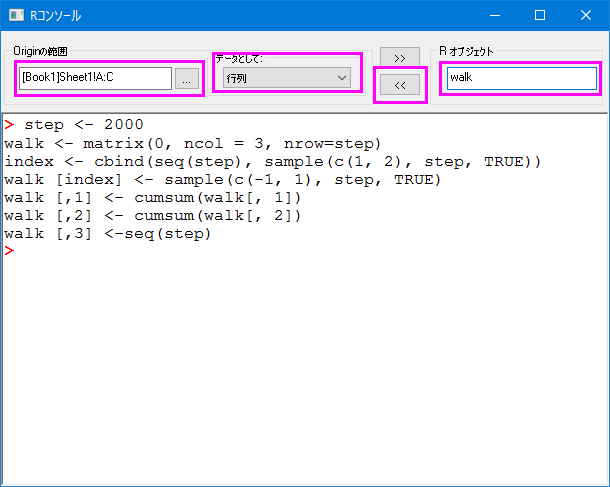 Rコンソール
Originの範囲
データとして:
>>
R オブジェクト
[Book1]Sheet1!A:C
...
行列
<<
walk
> step <- 2000
walk <- matrix(0, ncol = 3, nrow=step)
index <- cbind(seq(step), sample(c(1, 2), step, TRUE))
walk [index] <- sample(c(-1, 1), step, TRUE)
walk [,1] <- cumsum(walk[, 1])
walk [,2] <- cumsum(walk[, 2])
walk [,3] <-seq(step)
>